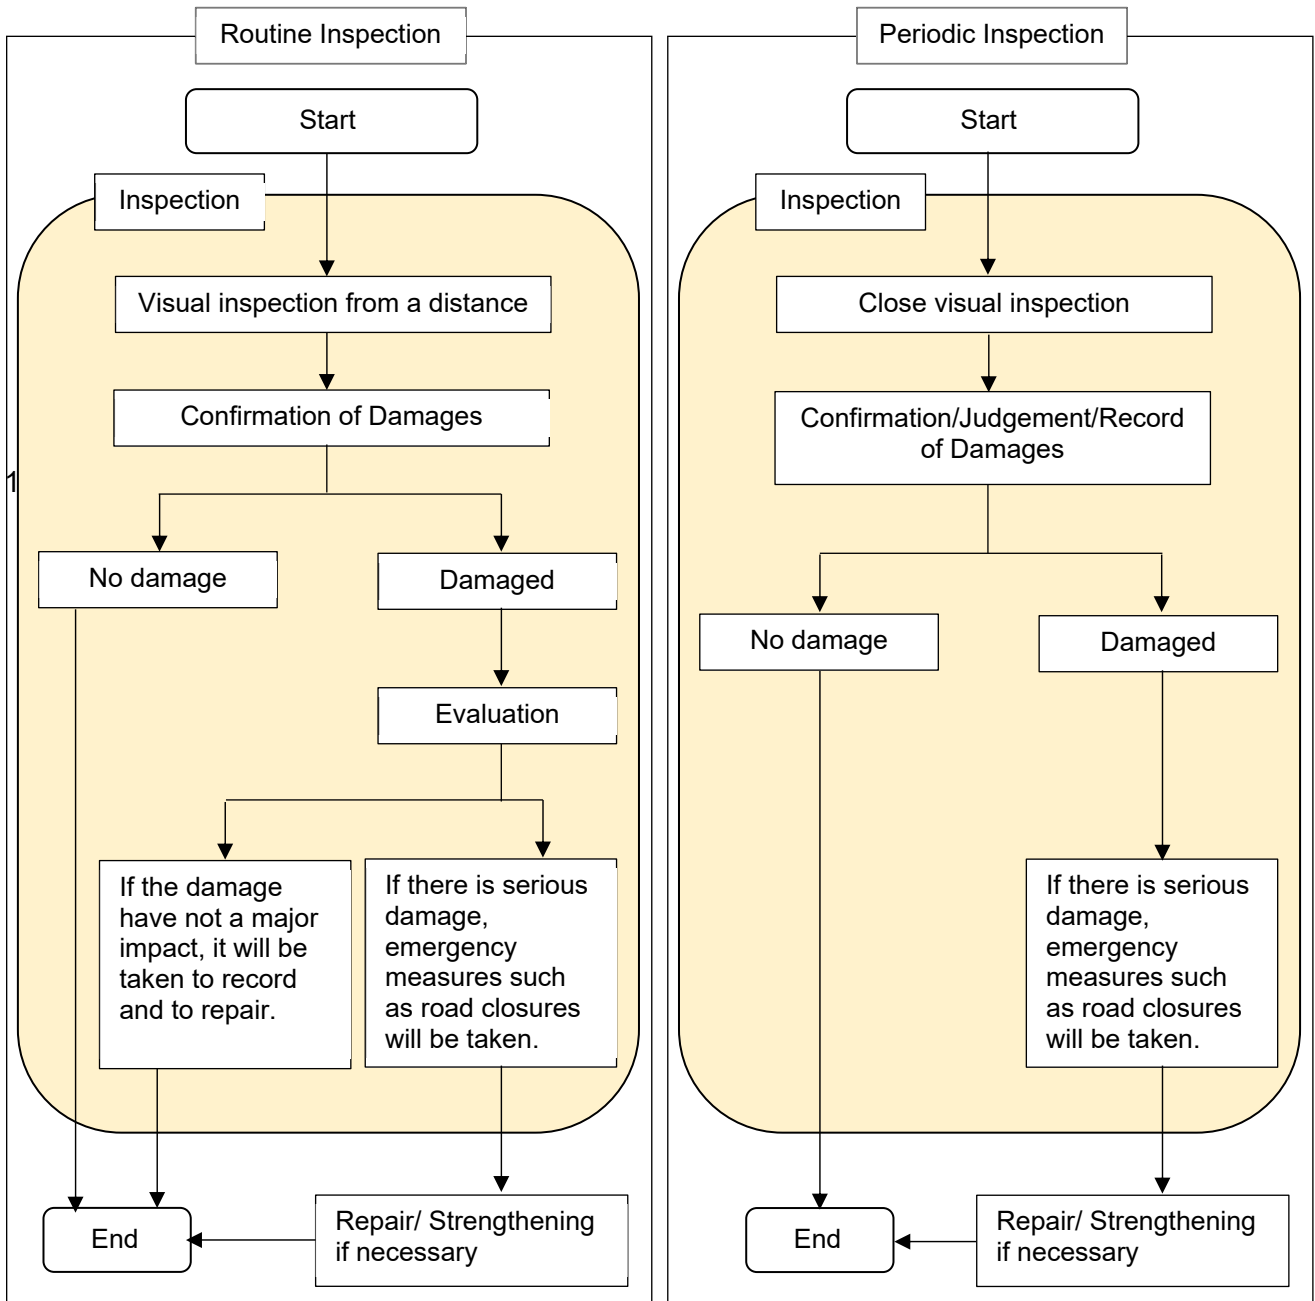 Routine Inspection
Start
Inspection
Visual inspection from a distance
Confirmation of Damages
1
No damage
Damaged
Evaluation
If the damage
have not a major
impact, it will be
taken to record
and to repair.
If there is serious
damage,
emergency
measures such
as road closures
will be taken.
End
Repair/ Strengthening
if necessary
Periodic Inspection
Start
Inspection
Close visual inspection
Confirmation/Judgement/Record
of Damages
No damage
Damaged
If there is serious
damage,
emergency
measures such
as road closures
will be taken.
End
Repair/ Strengthening
if necessary